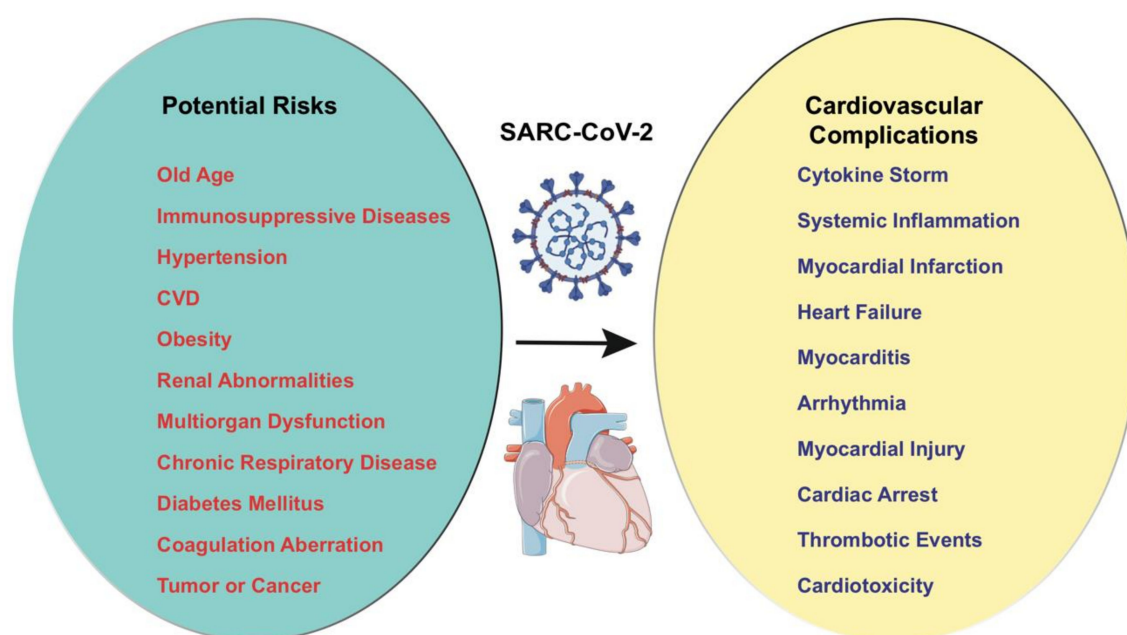 Potential Risks
Old Age
Immunosuppressive Diseases
Hypertension
CVD
Obesity
Renal Abnormalities
Multiorgan Dysfunction
Chronic Respiratory Disease
Diabetes Mellitus
Coagulation Aberration
Tumor or Cancer
SARC-CoV-2
Cardiovascular
Complications
Cytokine Storm
Systemic Inflammation
Myocardial Infarction
Heart Failure
Myocarditis
Arrhythmia
Myocardial Injury
Cardiac Arrest
Thrombotic Events
Cardiotoxicity